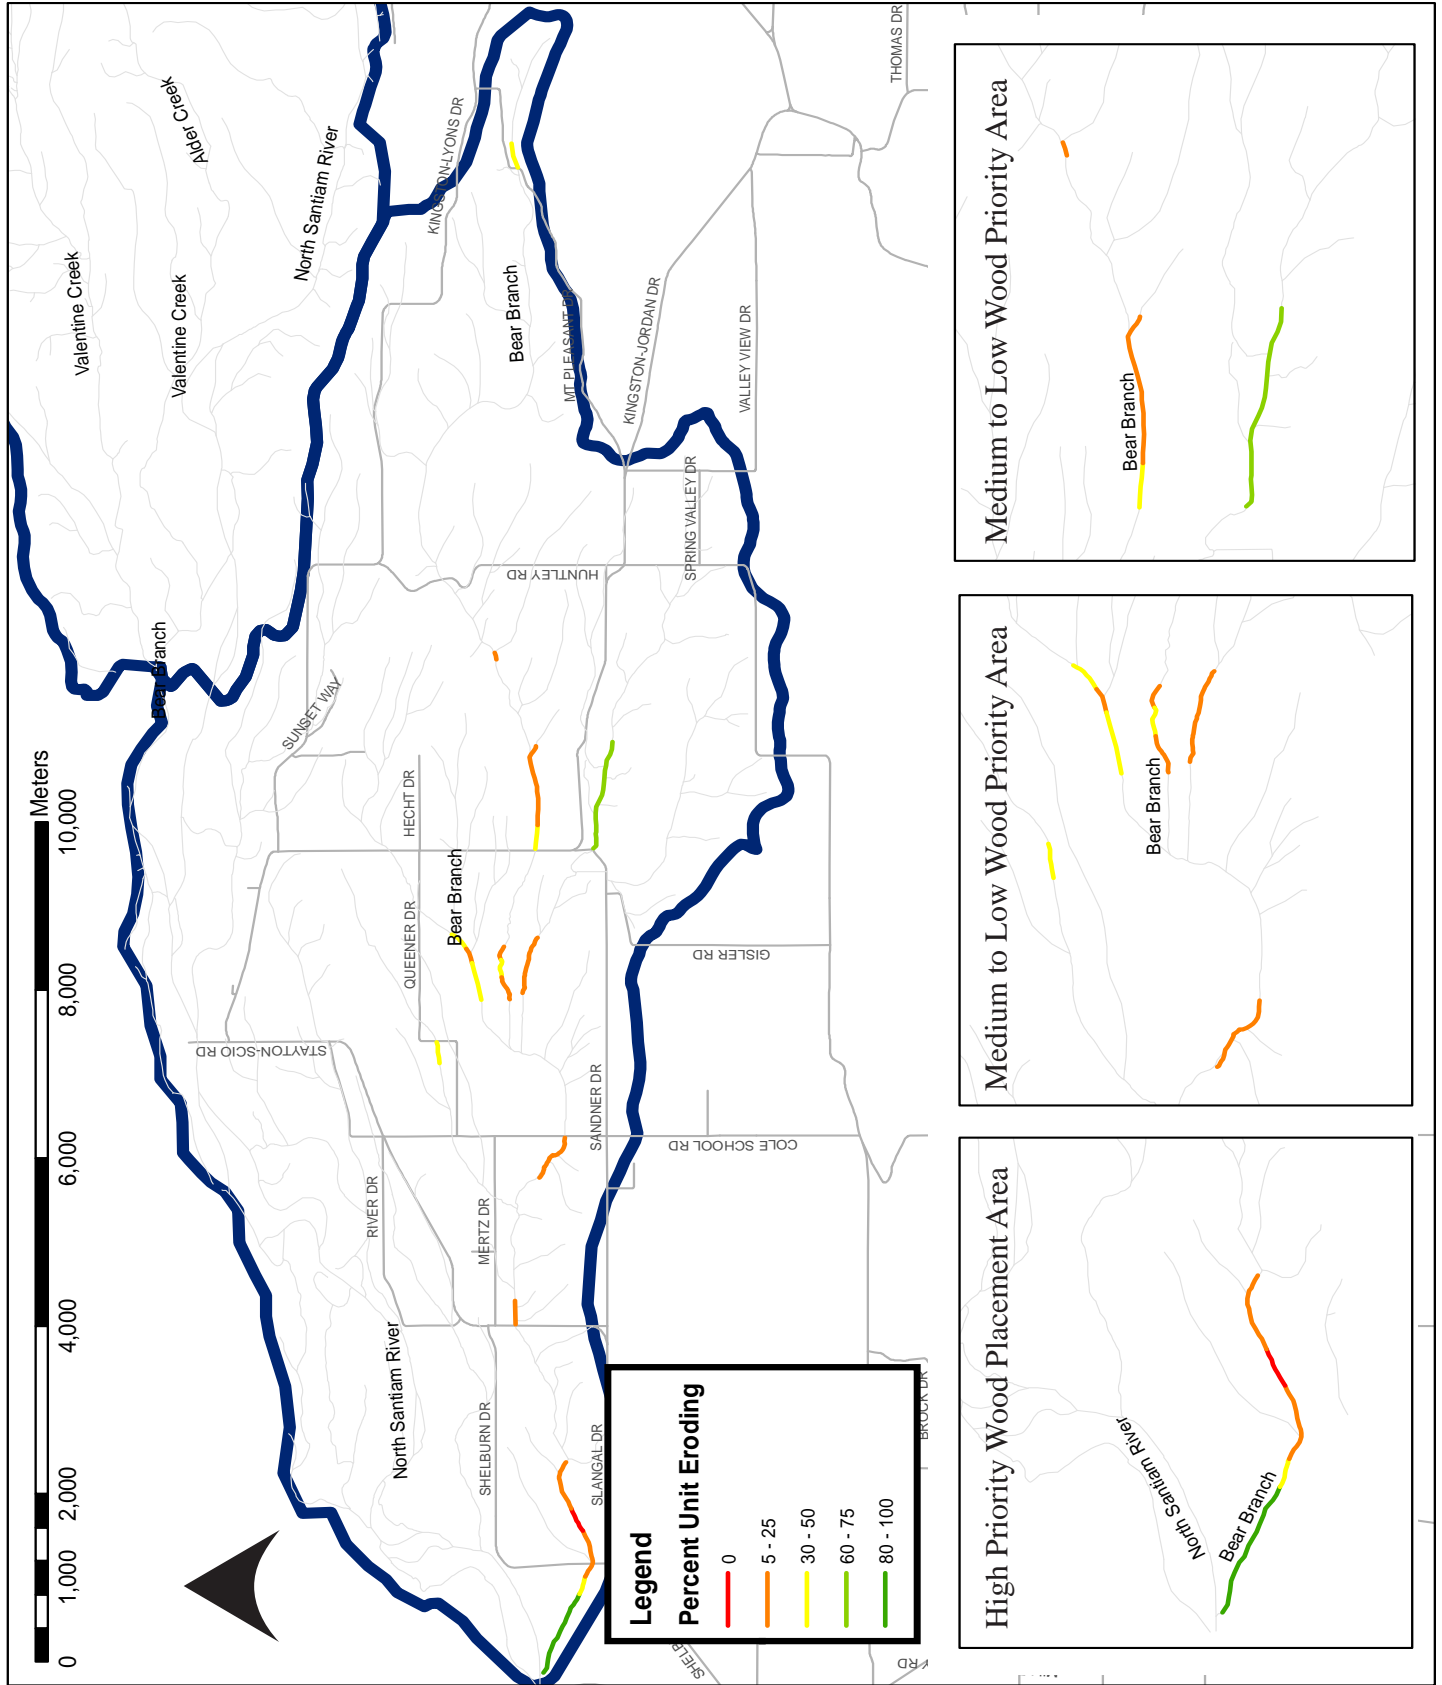 Valentine Creek
Valentine Creek
Alder Creek
North Santiam River
KINGSTON-LYONS DR
Bear Branch
MT PLEASANT DR
KINGSTON-JORDAN DR
VALLEY VIEW DR
THOMAS DR
SPRING VALLEY DR
HUNTLEY RD
Bear Branch
SUNSET WAY
HECHT DR
QUEENER DR
Bear Branch
STAYTON-SCIO RD
GISLER RD
SANDNER DR
COLE SCHOOL RD
RIVER DR
MERTZ DR
North Santiam River
SHELBURN DR
SLANGAL DR
BROCK DR
SHELB
RD
0
1,000
2,000
4,000
6,000
8,000
10,000
Meters
Legend
Percent Unit Eroding
0
5 - 25
30 - 50
60 - 75
80 - 100
High Priority Wood Placement Area
North Santiam River
Bear Branch
Medium to Low Wood Priority Area
Bear Branch
Medium to Low Wood Priority Area
Bear Branch